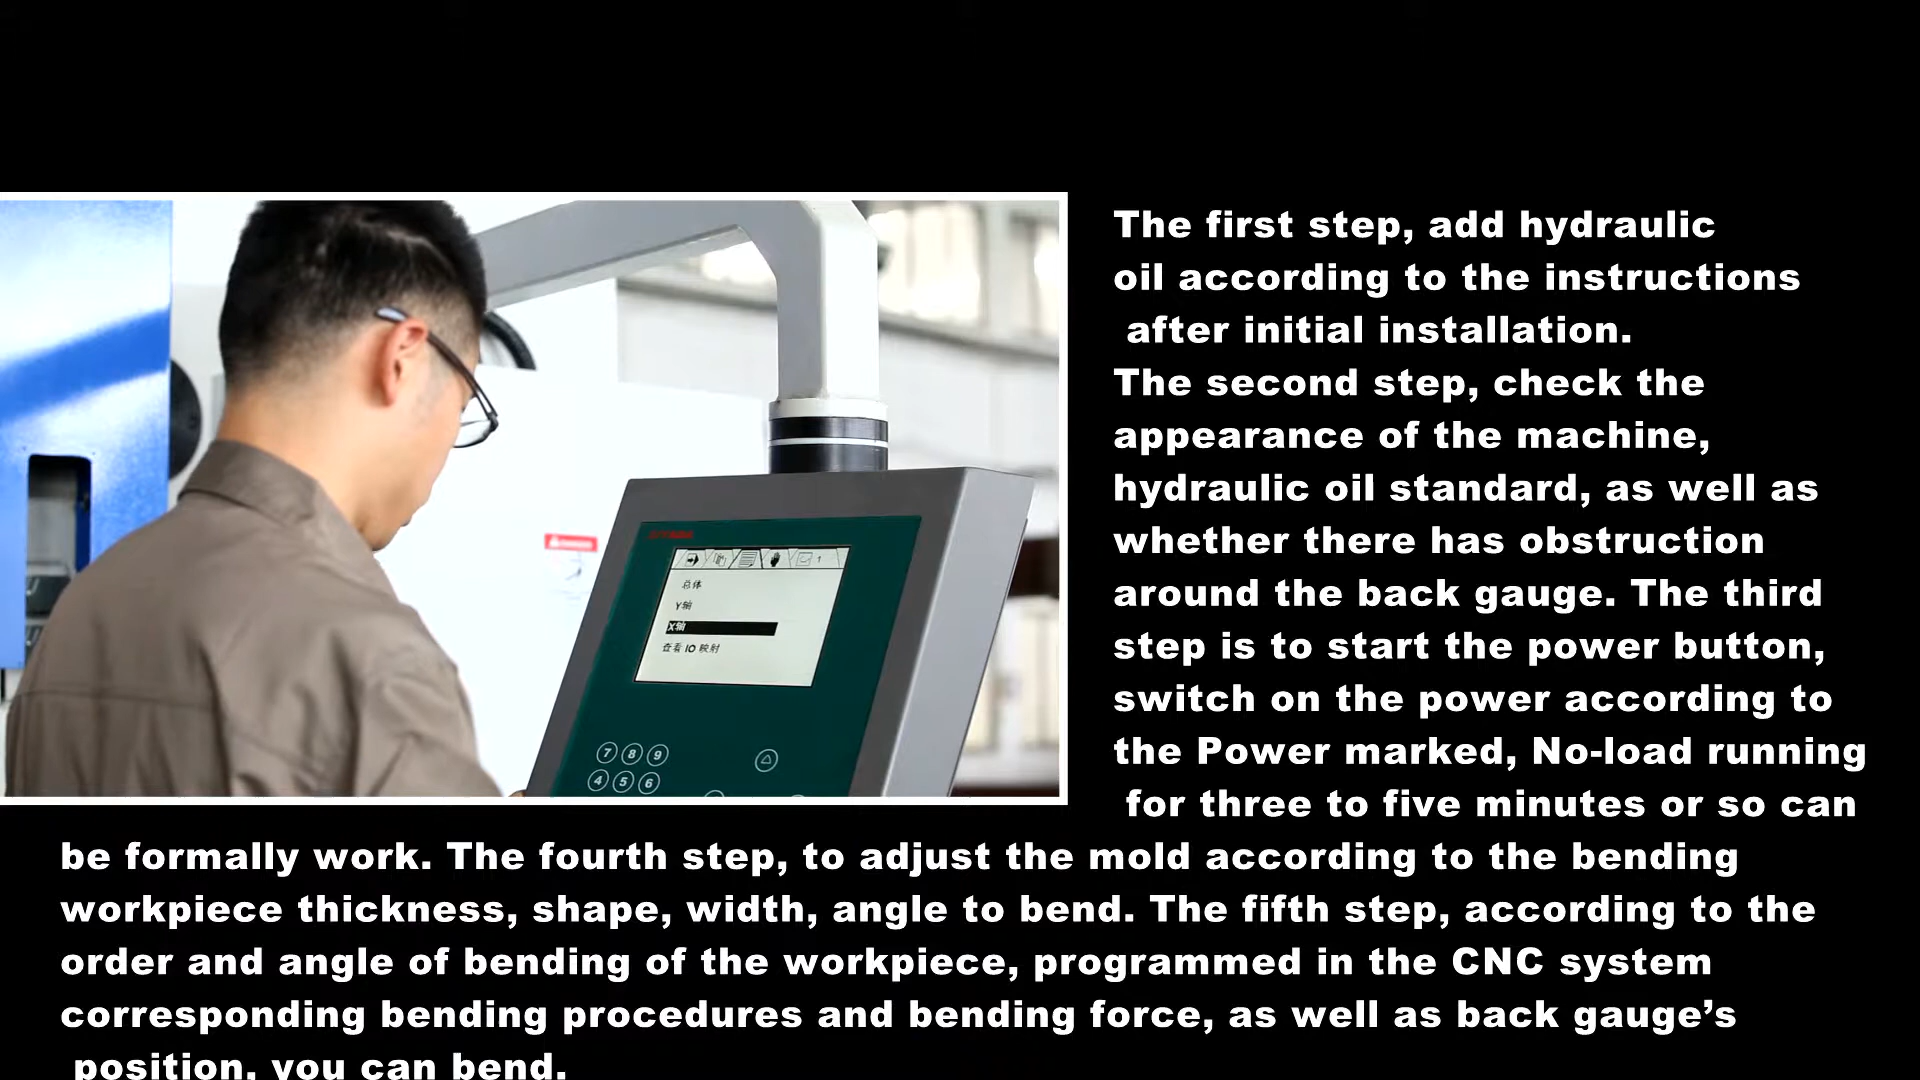 The first step, add hydraulic
oil according to the instructions
after initial installation.
The second step, check the
appearance of the machine,
hydraulic oil standard, as well as
whether there has obstruction
around the back gauge. The third
step is to start the power button,
switch on the power according to
the Power marked, No-load running
for three to five minutes or so can
be formally work. The fourth step, to adjust the mold according to the bending
workpiece thickness, shape, width, angle to bend. The fifth step, according to the
order and angle of bending of the workpiece, programmed in the CNC system
corresponding bending procedures and bending force, as well as back gauge’s
position, you can bend.
1
总体
Y轴
X轴
查看 IO 映射
7 8 9
4 5 6